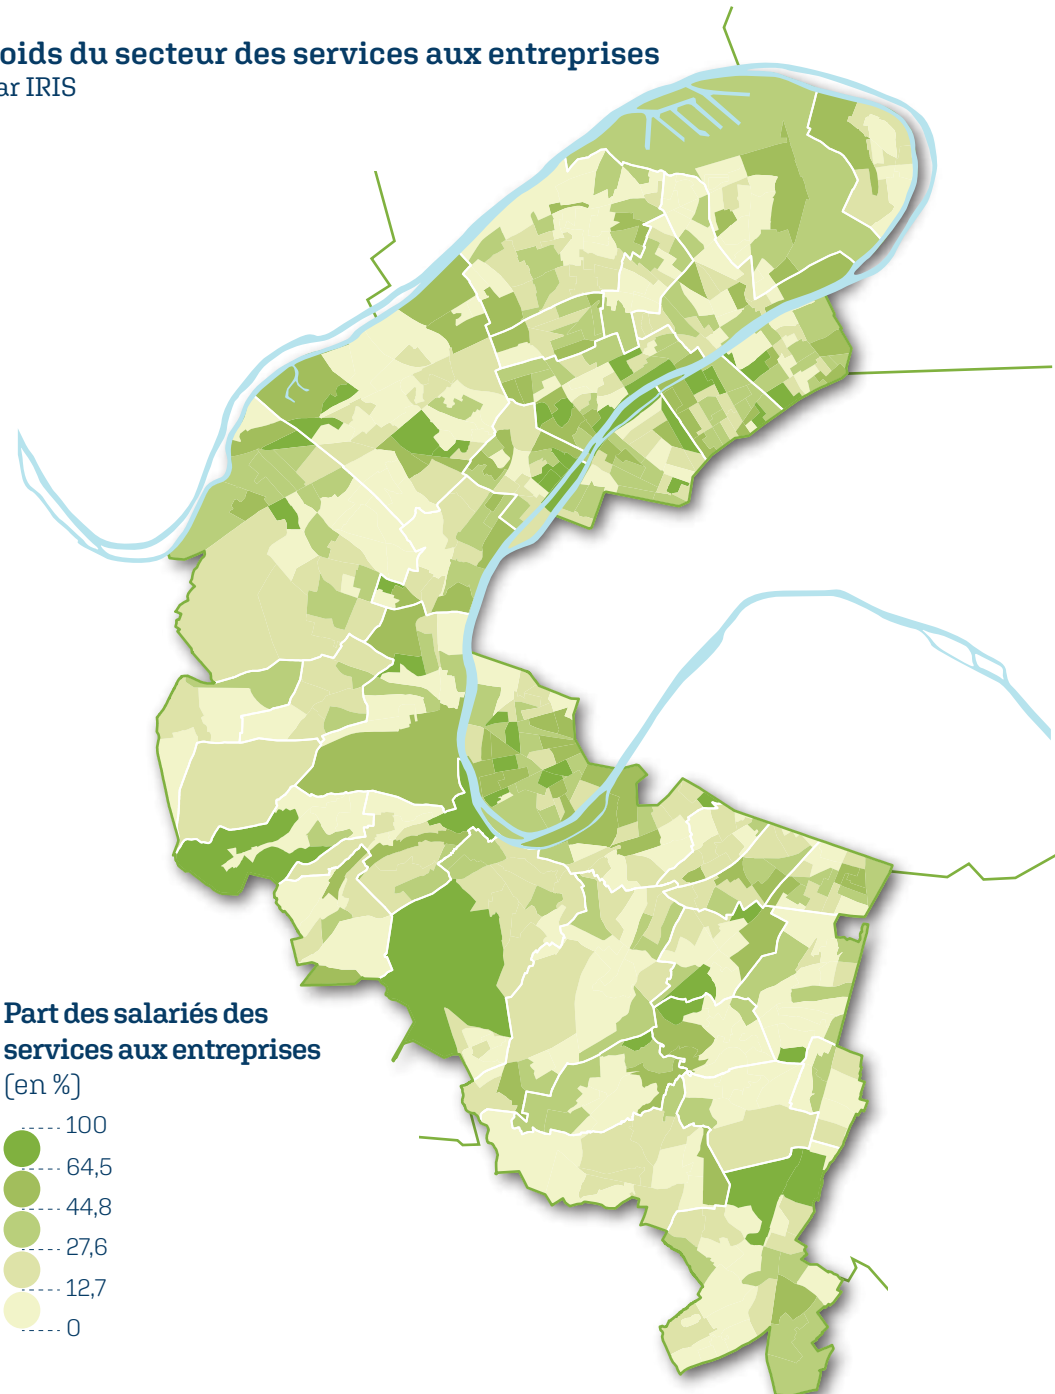 oids du secteur des services aux entreprises
ar IRIS
Part des salariés des
services aux entreprises
(en %)
100
64,5
44,8
27,6
12,7
0